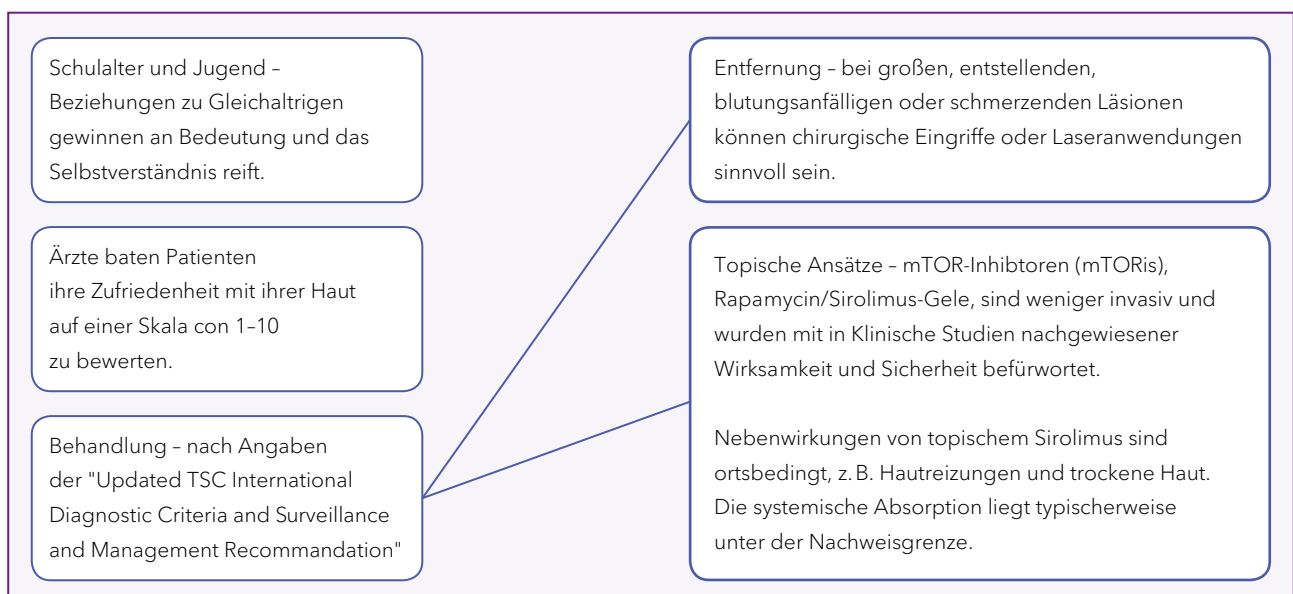 Schulalter und Jugend –
Beziehungen zu Gleichaltrigen
gewinnen an Bedeutung und das
Selbstverständnis reift.
Ärzte baten Patienten
ihre Zufriedenheit mit ihrer Haut
auf einer Skala con 1–10
zu bewerten.
Behandlung – nach Angaben
der "Updated TSC International
Diagnostic Criteria and Surveillance
and Management Recommandation"
Entfernung – bei großen, entstellenden,
blutungsanfälligen oder schmerzenden Läsionen
können chirurgische Eingriffe oder Laseranwendungen
sinnvoll sein.
Topische Ansätze – mTOR-Inhibtoren (mTORis),
Rapamycin/Sirolimus-Gele, sind weniger invasiv und
wurden mit in Klinische Studien nachgewiesener
Wirksamkeit und Sicherheit befürwortet.
Nebenwirkungen von topischem Sirolimus sind
ortsbedingt, z. B. Hautreizungen und trockene Haut.
Die systemische Absorption liegt typischerweise
unter der Nachweisgrenze.